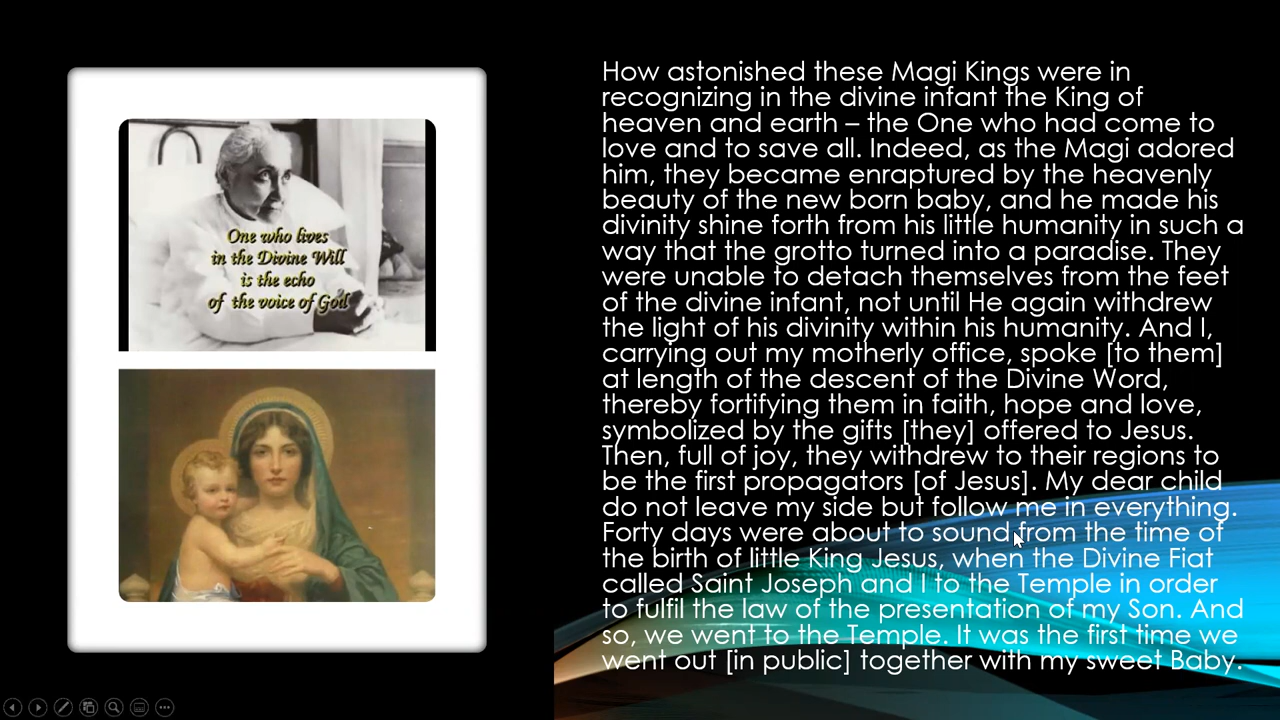 One who lives
in the Divine Will
is the echo
of the voice of God
How astonished these Magi Kings were in
recognizing in the divine infant the King of
heaven and earth – the One who had come to
love and to save all. Indeed, as the Magi adored
him, they became enraptured by the heavenly
beauty of the new born baby, and he made his
divinity shine forth from his little humanity in such a
way that the grotto turned into a paradise. They
were unable to detach themselves from the feet
of the divine infant, not until He again withdrew
the light of his divinity within his humanity. And I,
carrying out my motherly office, spoke [to them]
at length of the descent of the Divine Word,
thereby fortifying them in faith, hope and love,
symbolized by the gifts [they] offered to Jesus.
Then, full of joy, they withdrew to their regions to
be the first propagators [of Jesus]. My dear child
do not leave my side but follow me in everything.
Forty days were about to sound from the time of
the birth of little King Jesus, when the Divine Fiat
called Saint Joseph and I to the Temple in order
to fulfil the law of the presentation of my Son. And
so, we went to the Temple. It was the first time we
went out [in public] together with my sweet Baby.